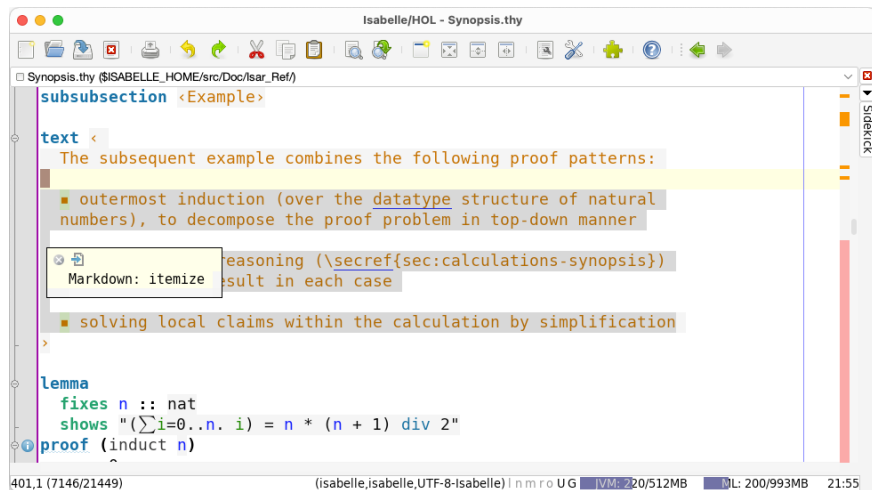 Isabelle/HOL - Synopsis.thy
Synopsis.thy ($ISABELLE_HOME/src/Doc/Isar_Ref/)
Sidekick
subsubsection ‹Example›
text ‹
The subsequent example combines the following proof patterns:
▪ outermost induction (over the datatype structure of natural
numbers), to decompose the proof problem in top-down manner
reasoning (\secref{sec:calculations-synopsis})
Markdown: itemize
esult in each case
▪ solving local claims within the calculation by simplification
›
lemma
fixes n :: nat
shows "(∑i=0..n. i) = n * (n + 1) div 2"
proof (induct n)
401,1 (7146/21449) (isabelle,isabelle,UTF-8-Isabelle) l n m r o U G JVM: 220/512MB ML: 200/993MB 21:55